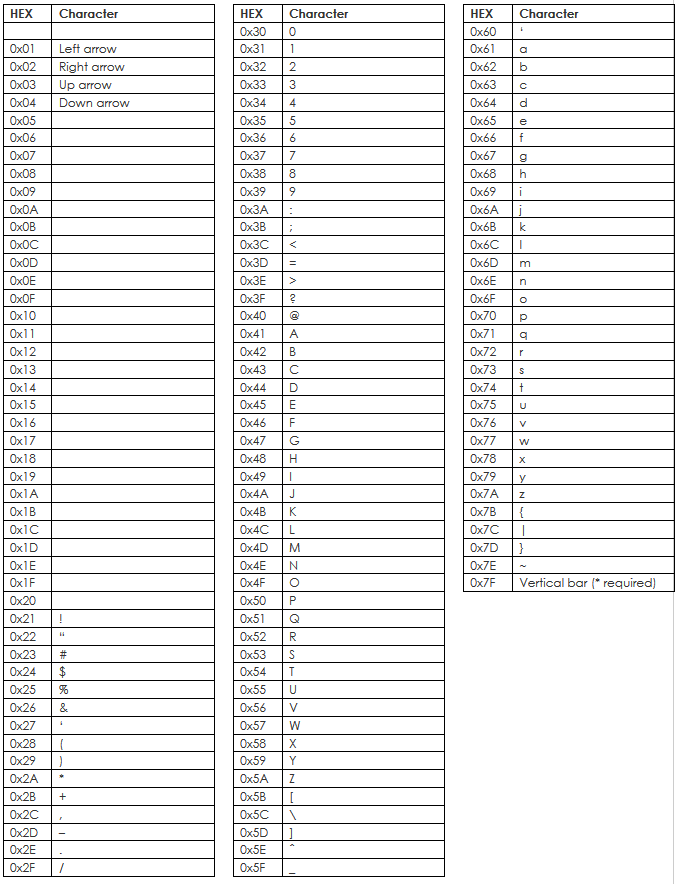 HEX Character
0x01 Left arrow
0x02 Right arrow
0x03 Up arrow
0x04 Down arrow
0x05
0x06
0x07
0x08
0x09
0x0A
0x0B
0x0C
0x0D
0x0E
0x0F
0x10
0x11
0x12
0x13
0x14
0x15
0x16
0x17
0x18
0x19
0x1A
0x1B
0x1C
0x1D
0x1E
0x1F
0x20
0x21 !
0x22 “
0x23 #
0x24 $
0x25 %
0x26 &
0x27 ‘
0x28 (
0x29 )
0x2A *
0x2B +
0x2C ,
0x2D –
0x2E .
0x2F /
HEX Character
0x30 0
0x31 1
0x32 2
0x33 3
0x34 4
0x35 5
0x36 6
0x37 7
0x38 8
0x39 9
0x3A :
0x3B ;
0x3C <
0x3D =
0x3E >
0x3F ?
0x40 @
0x41 A
0x42 B
0x43 C
0x44 D
0x45 E
0x46 F
0x47 G
0x48 H
0x49 I
0x4A J
0x4B K
0x4C L
0x4D M
0x4E N
0x4F O
0x50 P
0x51 Q
0x52 R
0x53 S
0x54 T
0x55 U
0x56 V
0x57 W
0x58 X
0x59 Y
0x5A Z
0x5B [
0x5C \
0x5D ]
0x5E ^
0x5F _
HEX Character
0x60 ‘
0x61 a
0x62 b
0x63 c
0x64 d
0x65 e
0x66 f
0x67 g
0x68 h
0x69 i
0x6A j
0x6B k
0x6C l
0x6D m
0x6E n
0x6F o
0x70 p
0x71 q
0x72 r
0x73 s
0x74 t
0x75 u
0x76 v
0x77 w
0x78 x
0x79 y
0x7A z
0x7B {
0x7C |
0x7D }
0x7E ~
0x7F Vertical bar (* required)